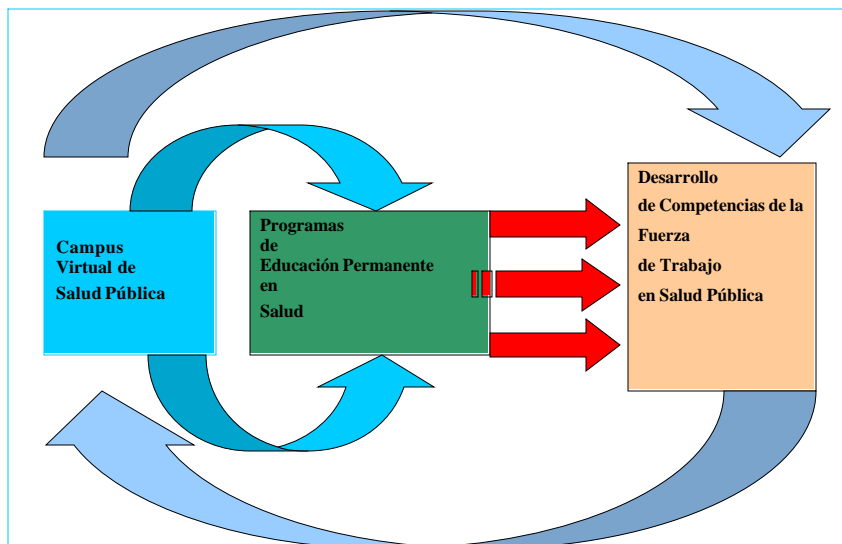 Campus
Virtual de
Salud Pública
Programas
de
Educación Permanente
en
Salud
Desarrollo
de Competencias de la
Fuerza
de Trabajo
en Salud Pública